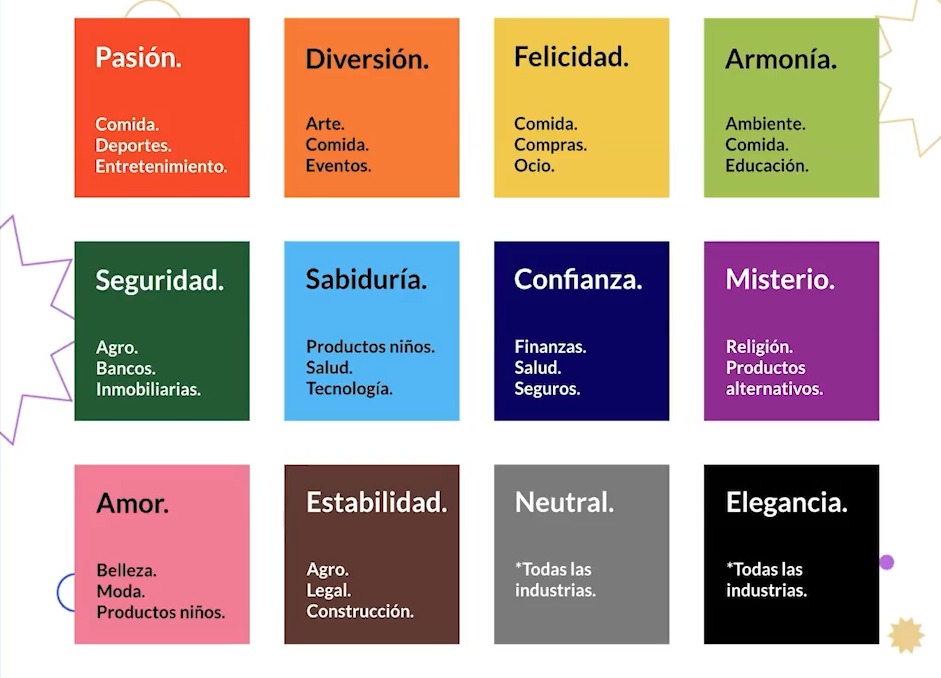 Pasión.
Comida.
Deportes.
Entretenimiento.
Diversión.
Arte.
Comida.
Eventos.
Felicidad.
Comida.
Compras.
Ocio.
Armonía.
Ambiente.
Comida.
Educación.
Seguridad.
Agro.
Bancos.
Inmobiliarias.
Sabiduría.
Productos niños.
Salud.
Tecnología.
Confianza.
Finanzas.
Salud.
Seguros.
Misterio.
Religión.
Productos
alternativos.
Amor.
Belleza.
Moda.
Productos niños.
Estabilidad.
Agro.
Legal.
Construcción.
Neutral.
*Todas las
industrias.
Elegancia.
*Todas las
industrias.